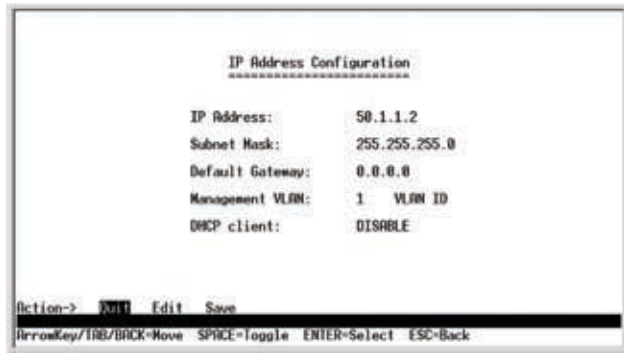 IP Address Configuration
========================
IP Address: 50.1.1.2
Subnet Mask: 255.255.255.0
Default Gateway: 0.0.0.0
Management VLAN: 1 VLAN ID
DHCP client: DISABLE
Action-> Quit Edit Save
ArrowKey/TAB/BACK=Move SPACE=Toggle ENTER=Select ESC=Back